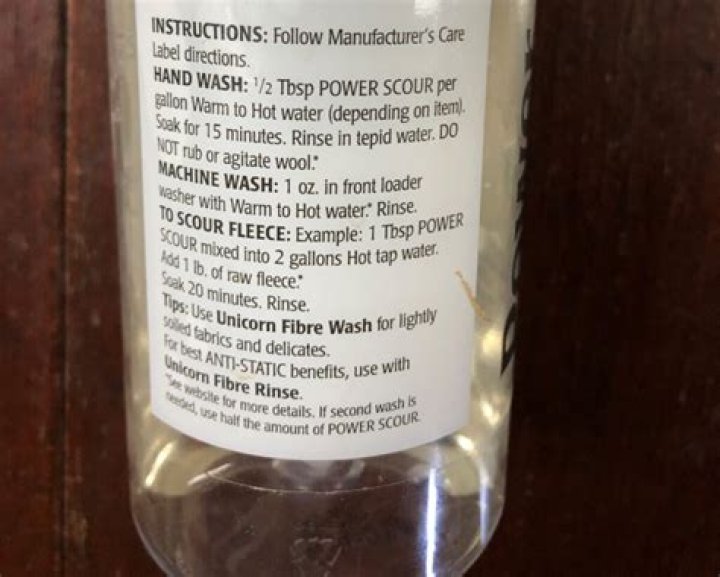 INSTRUCTIONS: Follow Manufacturer's Care
Label directions.
HAND WASH: 1/2 Tbsp POWER SCOUR per
gallon Warm to Hot water (depending on item).
Soak for 15 minutes. Rinse in tepid water. DO
NOT rub or agitate wool.*
MACHINE WASH: 1 oz. in front loader
washer with Warm to Hot water.* Rinse.
TO SCOUR FLEECE: Example: 1 Tbsp POWER
SCOUR mixed into 2 gallons Hot tap water.
Add 1 lb. of raw fleece.*
Soak 20 minutes. Rinse.
Tips: Use Unicorn Fibre Wash for lightly
soiled fabrics and delicates.
For best ANTI-STATIC benefits, use with
Unicorn Fibre Rinse.
*See website for more details. If second wash is
needed, use half the amount of POWER SCOUR.